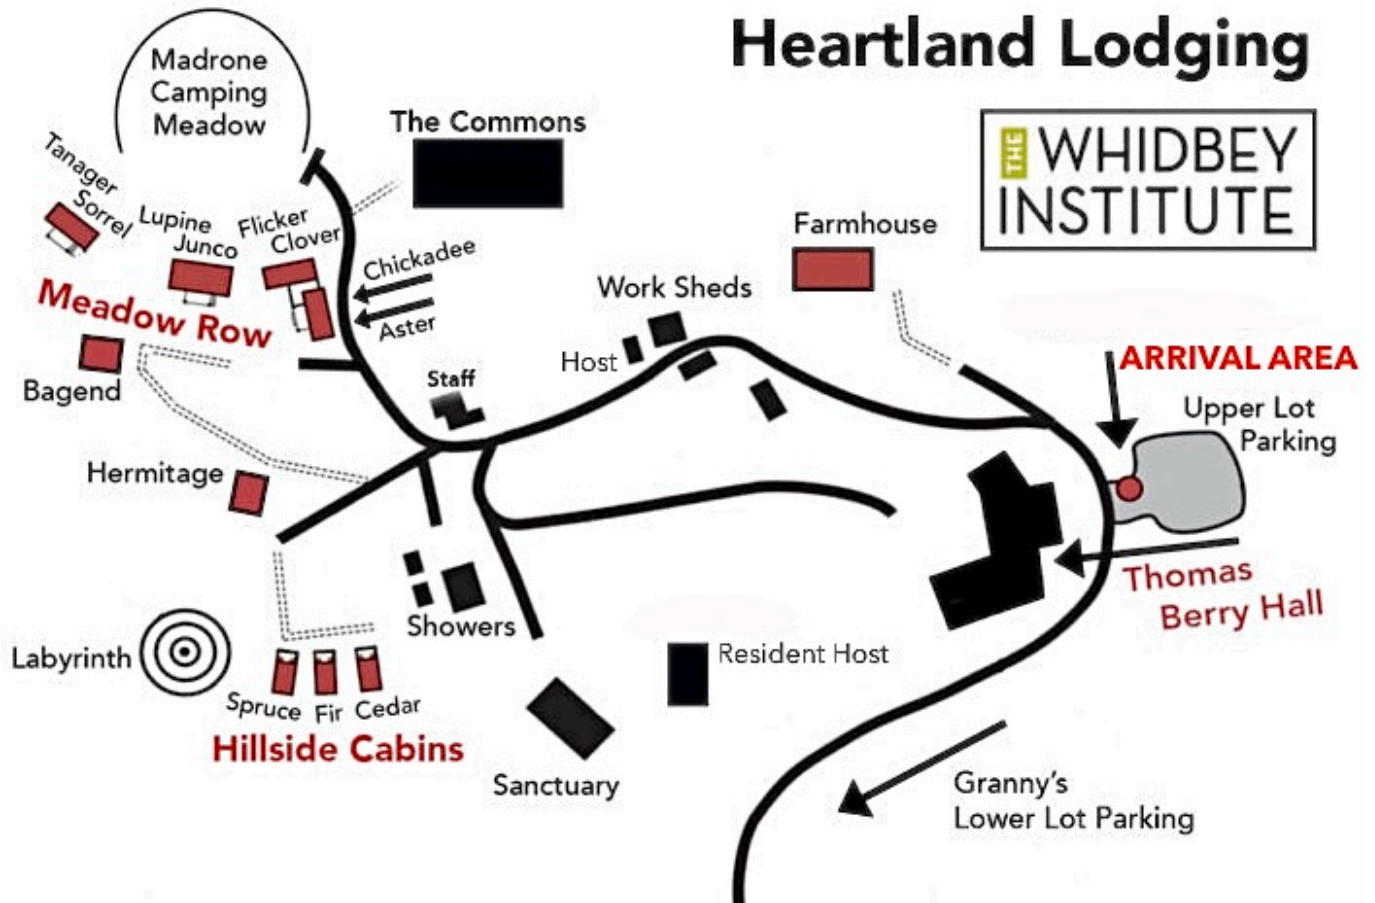 Heartland Lodging
THE
WHIDBEY
INSTITUTE
Madrone
Camping
Meadow
The Commons
Tanager
Sorrel
Lupine
Junco
Flicker
Clover
Chickadee
Aster
Meadow Row
Bagend
Hermitage
Staff
Host
Work Sheds
Farmhouse
ARRIVAL AREA
Upper Lot
Parking
Thomas
Berry Hall
Showers
Labyrinth
Spruce
Fir
Cedar
Hillside Cabins
Resident Host
Sanctuary
Granny's
Lower Lot Parking